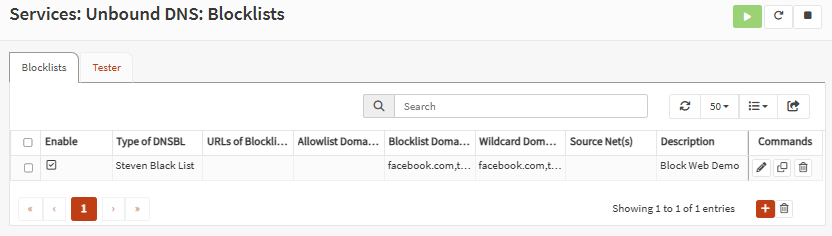 Services: Unbound DNS: Blocklists
Blocklists Tester
Search 50
Enable Type of DNSBL URLs of Blockli... Allowlist Doma... Blocklist Doma... Wildcard Dom... Source Net(s) Description Commands
Steven Black List facebook.com,t... facebook.com,t... Block Web Demo
« ‹ 1 › » Showing 1 to 1 of 1 entries